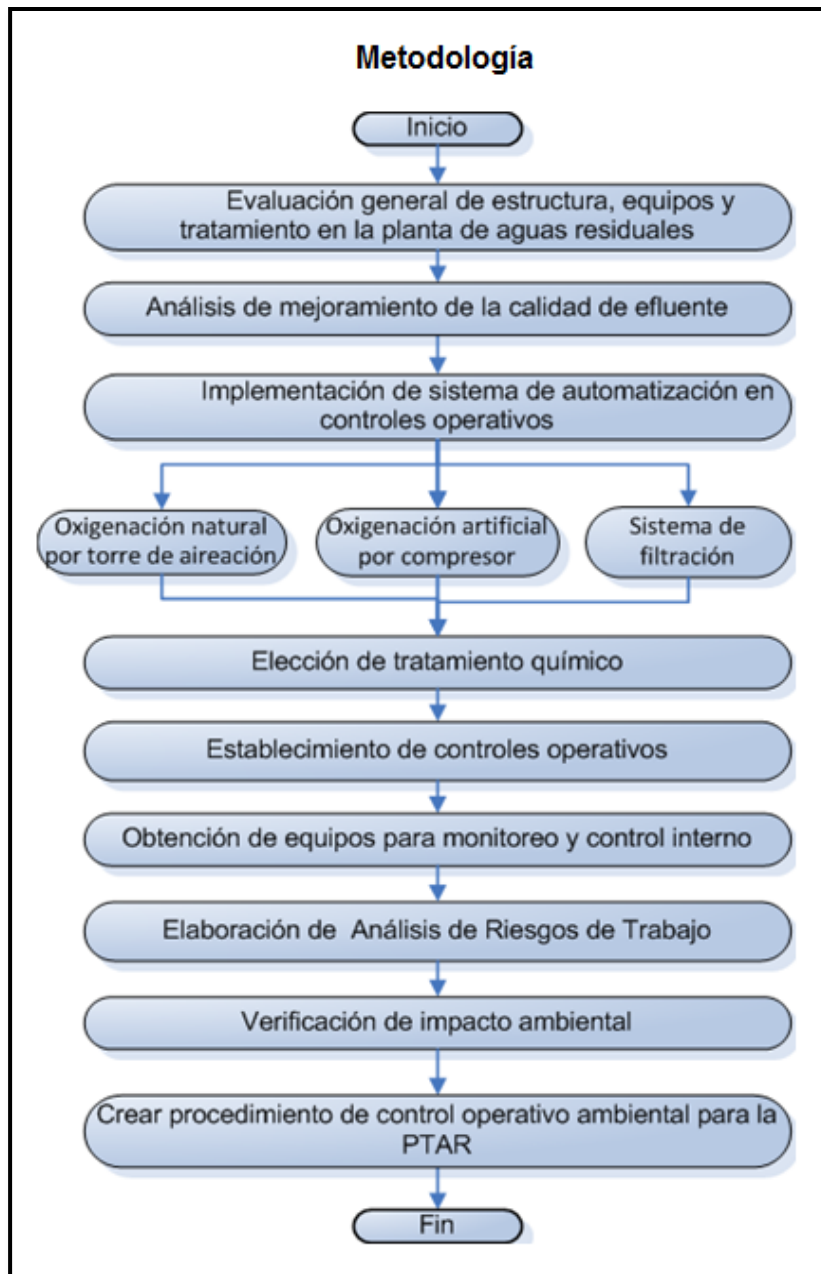 Metodología
Inicio
Evaluación general de estructura, equipos y
tratamiento en la planta de aguas residuales
Análisis de mejoramiento de la calidad de efluente
Implementación de sistema de automatización en
controles operativos
Oxigenación natural
por torre de aireación
Oxigenación artificial
por compresor
Sistema de
filtración
Elección de tratamiento químico
Establecimiento de controles operativos
Obtención de equipos para monitoreo y control interno
Elaboración de Análisis de Riesgos de Trabajo
Verificación de impacto ambiental
Crear procedimiento de control operativo ambiental para la
PTAR
Fin